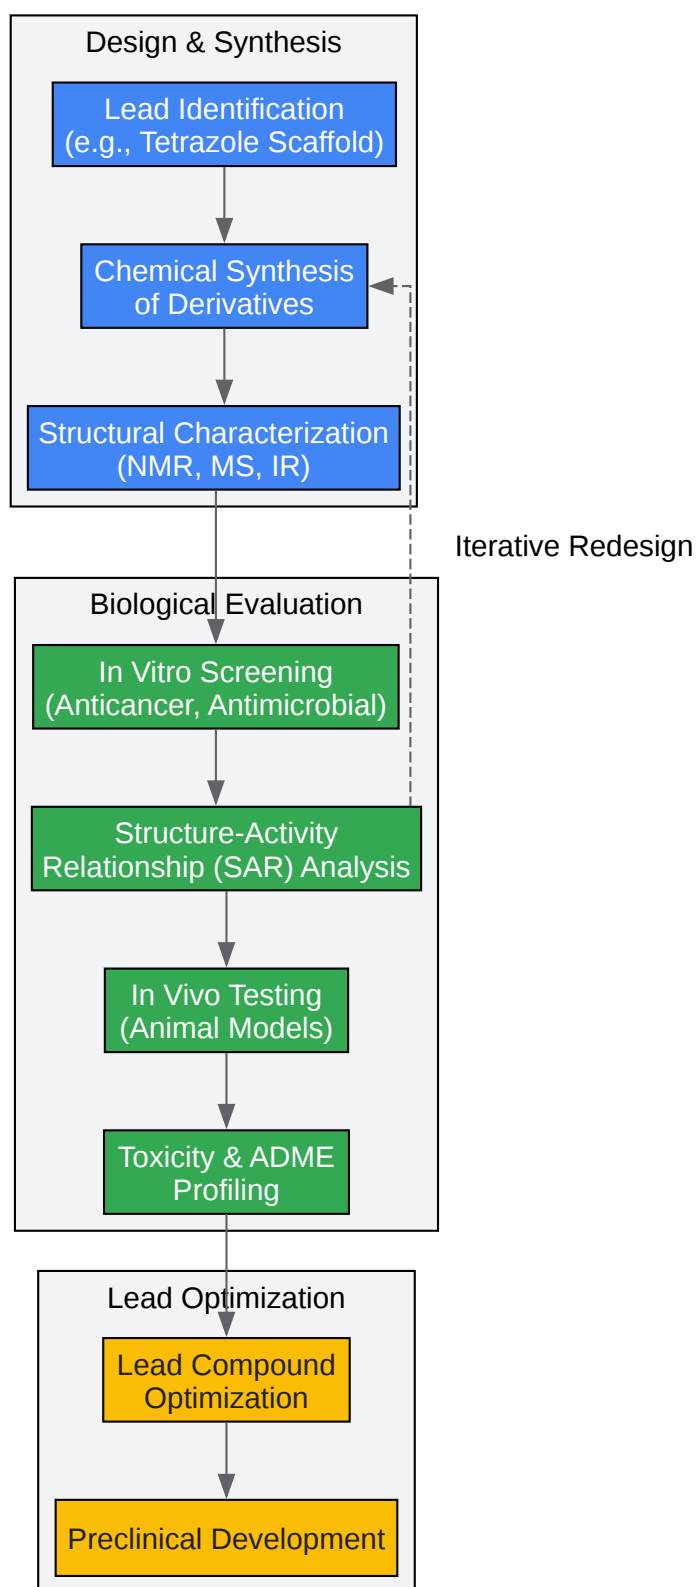 Design & Synthesis
Lead Identification
(e.g., Tetrazole Scaffold)
Chemical Synthesis
of Derivatives
Structural Characterization
(NMR, MS, IR)
Iterative Redesign
Biological Evaluation
In Vitro Screening
(Anticancer, Antimicrobial)
Structure-Activity
Relationship (SAR) Analysis
In Vivo Testing
(Animal Models)
Toxicity & ADME
Profiling
Lead Optimization
Lead Compound
Optimization
Preclinical Development